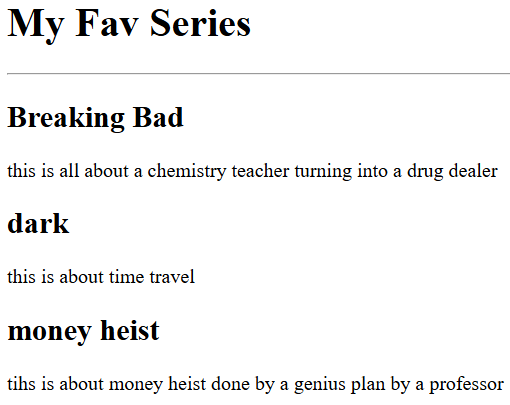 My Fav Series
Breaking Bad
this is all about a chemistry teacher turning into a drug dealer
dark
this is about time travel
money heist
tihs is about money heist done by a genius plan by a professor